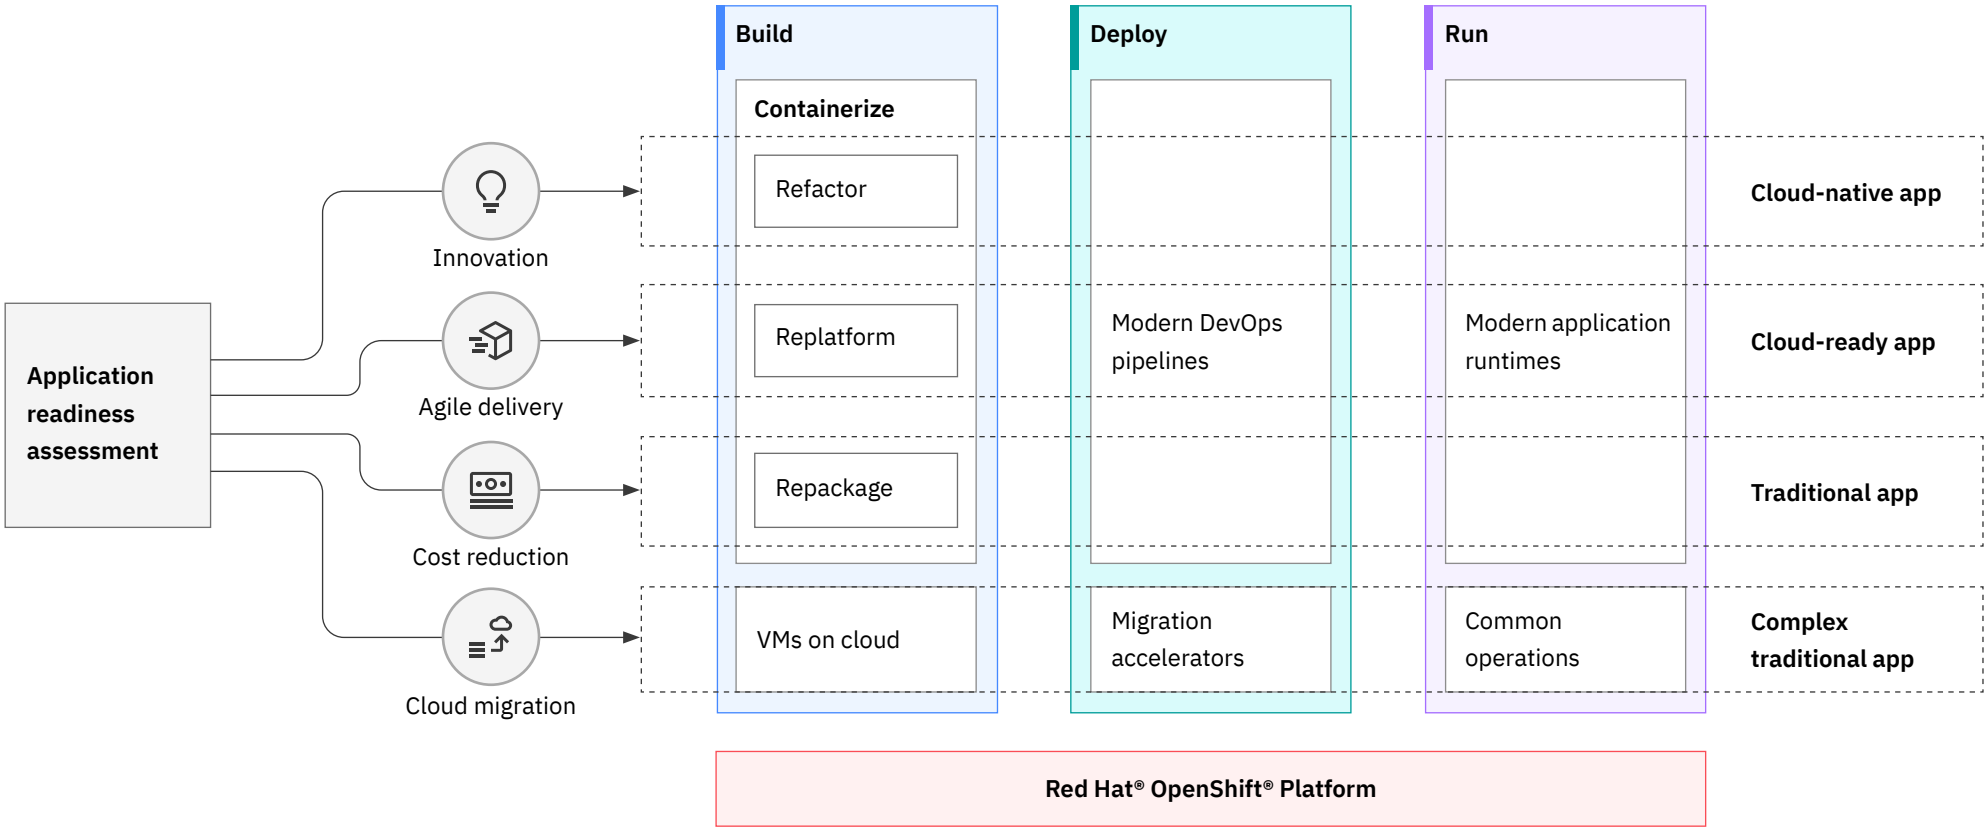 Build
Deploy
Run
Containerize
Refactor
Cloud-native app
Innovation
Replatform
Modern DevOps
pipelines
Modern application
runtimes
Cloud-ready app
Agile delivery
Application
readiness
assessment
Repackage
Traditional app
Cost reduction
VMs on cloud
Migration
accelerators
Common
operations
Complex
traditional app
Cloud migration
Red Hat® OpenShift® Platform